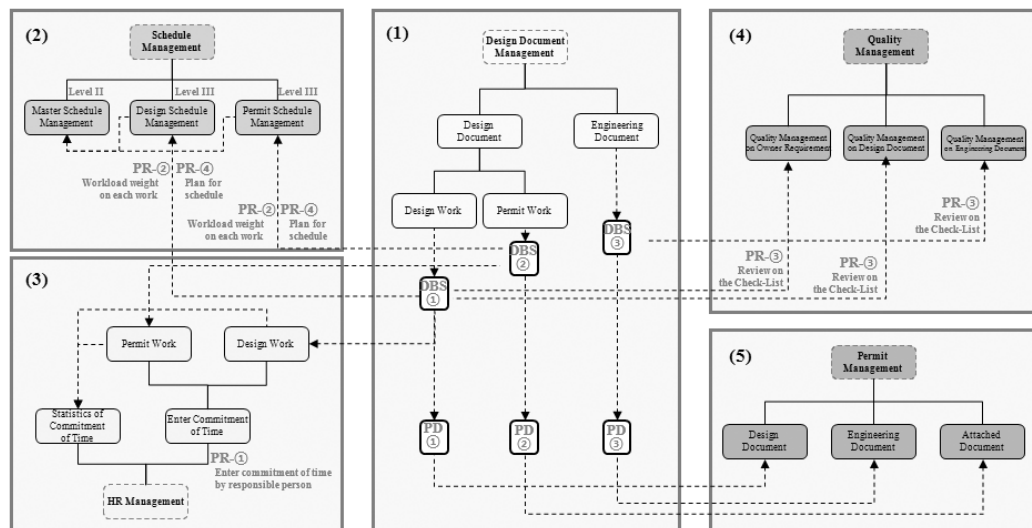 (2)
Schedule
Management
Level II
Level III
Level III
Master Schedule
Management
Design Schedule
Management
Permit Schedule
Management
PR-②
Workload weight
on each work
PR-④
Plan for
schedule
PR-②
Workload weight
on each work
PR-④
Plan for
schedule
(3)
Permit Work
Design Work
Statistics of
Commitment
of Time
Enter Commitment
of Time
PR-①
Enter commitment of time
by responsible person
HR Management
(1)
Design Document
Management
Design
Document
Engineering
Document
Design Work
Permit Work
DBS
①
DBS
②
DBS
③
PD
①
PD
②
PD
③
(4)
Quality
Management
Quality Management
on Owner Requirement
Quality Management
on Design Document
Quality Management
on Engineering Document
PR-③
Review on
the Check-List
PR-③
Review on
the Check-List
PR-③
Review on
the Check-List
(5)
Permit
Management
Design
Document
Engineering
Document
Attached
Document